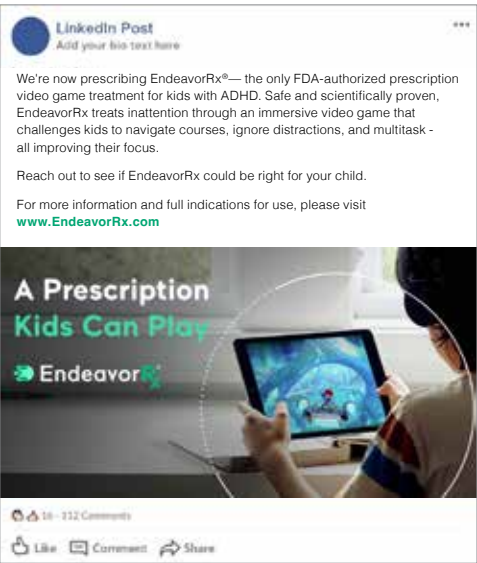 LinkedIn Post
Add your bio text here
We're now prescribing EndeavorRx®— the only FDA-authorized prescription
video game treatment for kids with ADHD. Safe and scientifically proven,
EndeavorRx treats inattention through an immersive video game that
challenges kids to navigate courses, ignore distractions, and multitask -
all improving their focus.
Reach out to see if EndeavorRx could be right for your child.
For more information and full indications for use, please visit
www.EndeavorRx.com
A Prescription
Kids Can Play
EndeavorRx
16 · 112 Comments
Like Comment Share